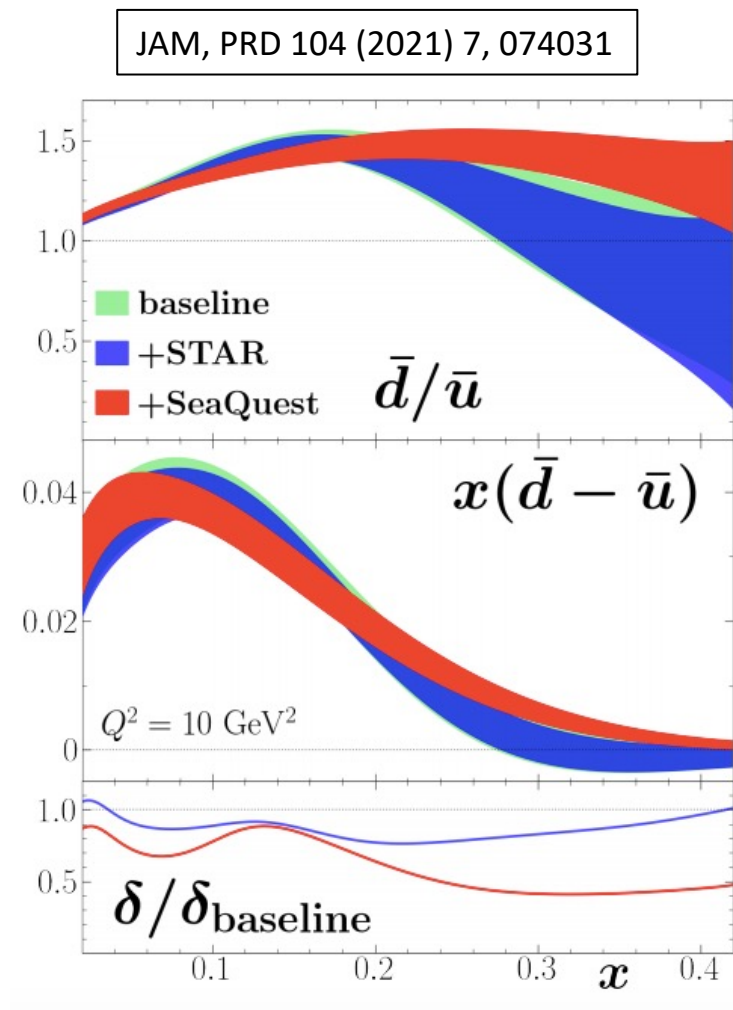 JAM, PRD 104 (2021) 7, 074031
1.5
1.0
0.5
baseline
+STAR
+SeaQuest
d̄/ū
0.04
0.02
0
x(d̄ − ū)
Q² = 10 GeV²
1.0
0.5
δ/δbaseline
0.1 0.2 0.3 x 0.4